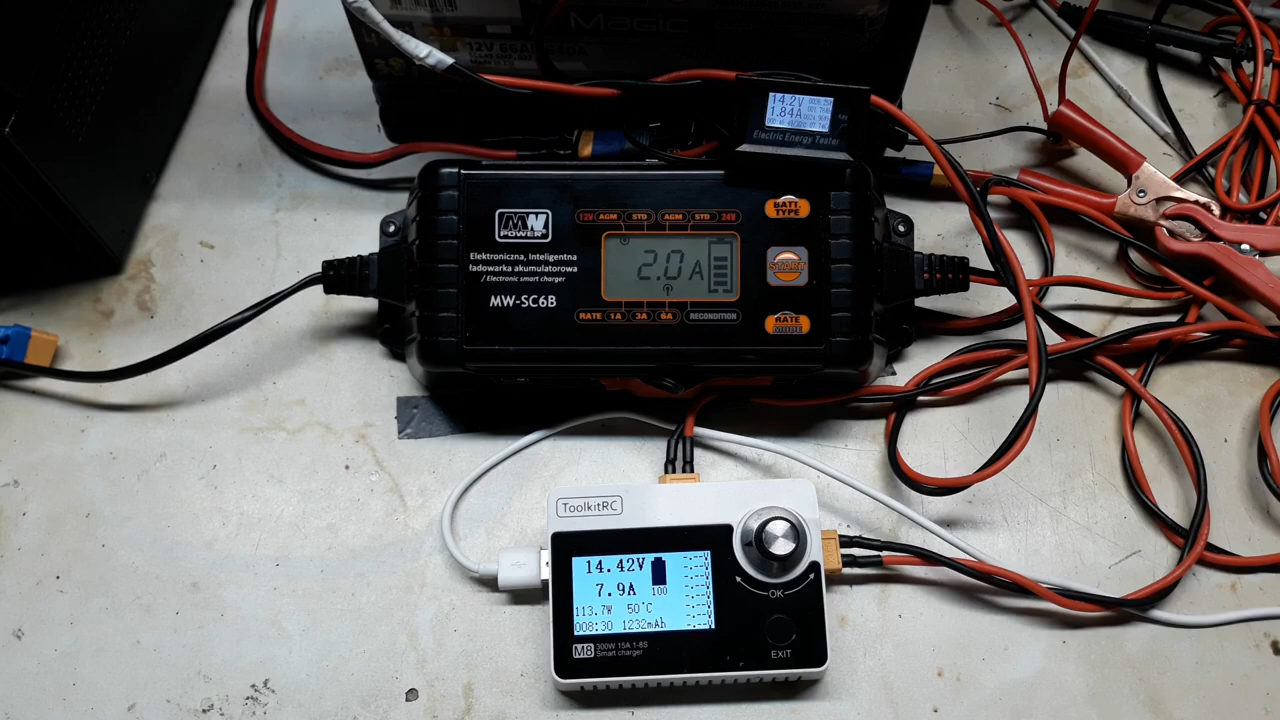 Magic
12V 66Ah 640A
14.2V
1.84A
Electric Energy Tester
MW
POWER
Elektroniczna, Inteligentna
ładowarka akumulatorowa
/ Electronic smart charger
MW-SC6B
12V AGM STD AGM STD 24V
2.0 A
RATE 1A 3A 6A RECONDITION
BATT.
TYPE
START
RATE
MODE
ToolkitRC
14.42V
7.9A
100
113.7W 50°C
008:30 1232mAh
-.--V
-.--V
-.--V
-.--V
-.--V
-.--V
-.--V
-.--V
M8 300W 15A 1-8S
Smart charger
OK
EXIT